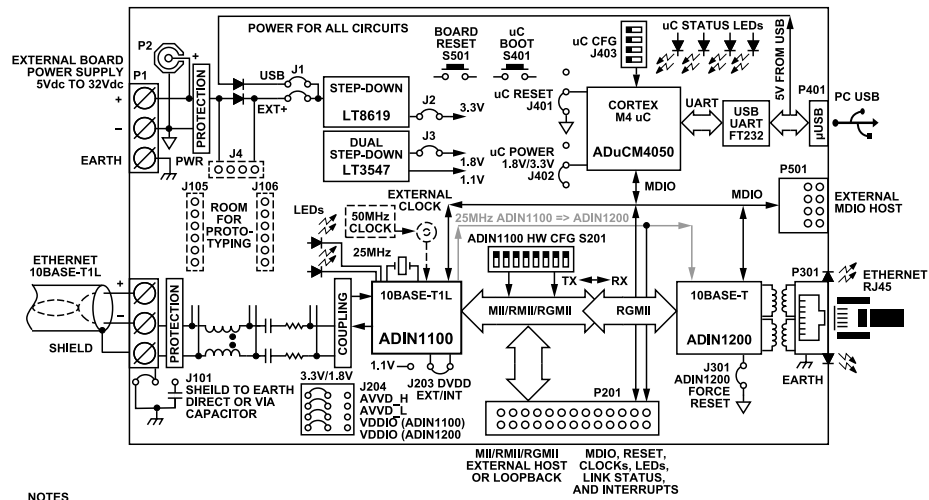 POWER FOR ALL CIRCUITS
uC STATUS LEDs
P2
+
EXTERNAL BOARD
POWER SUPPLY
5Vdc TO 32Vdc
P1
+
−
EARTH
PROTECTION
USB
EXT+
J1
STEP-DOWN
LT8619
J2
3.3V
DUAL
STEP-DOWN
LT3547
J3
1.8V
1.1V
BOARD
RESET
S501
uC
BOOT
S401
uC CFG
J403
uC RESET
J401
uC POWER
1.8V/3.3V
J402
CORTEX
M4 uC
ADuCM4050
UART
USB
UART
FT232
5V FROM USB
P401
µUSB
PC USB
PWR
J4
J105
ROOM
FOR
PROTO-
TYPING
J106
LEDs
EXTERNAL
CLOCK
50MHz
CLOCK
25MHz
MDIO
MDIO
P501
EXTERNAL
MDIO HOST
25MHz ADIN1100 => ADIN1200
ADIN1100 HW CFG S201
TX
RX
ETHERNET
10BASE-T1L
+
−
SHIELD
PROTECTION
COUPLING
10BASE-T1L
ADIN1100
MII/RMII/RGMII
RGMII
10BASE-T
ADIN1200
P301
ETHERNET
RJ45
EARTH
J101
SHEILD TO EARTH
DIRECT OR VIA
CAPACITOR
3.3V/1.8V
J204
AVVD_H
AVVD_L
VDDIO (ADIN1100)
VDDIO (ADIN1200
1.1V
J203 DVDD
EXT/INT
J301
ADIN1200
FORCE
RESET
P201
MII/RMII/RGMII
EXTERNAL HOST
OR LOOPBACK
MDIO, RESET,
CLOCKs, LEDs,
LINK STATUS,
AND INTERRUPTS
NOTES